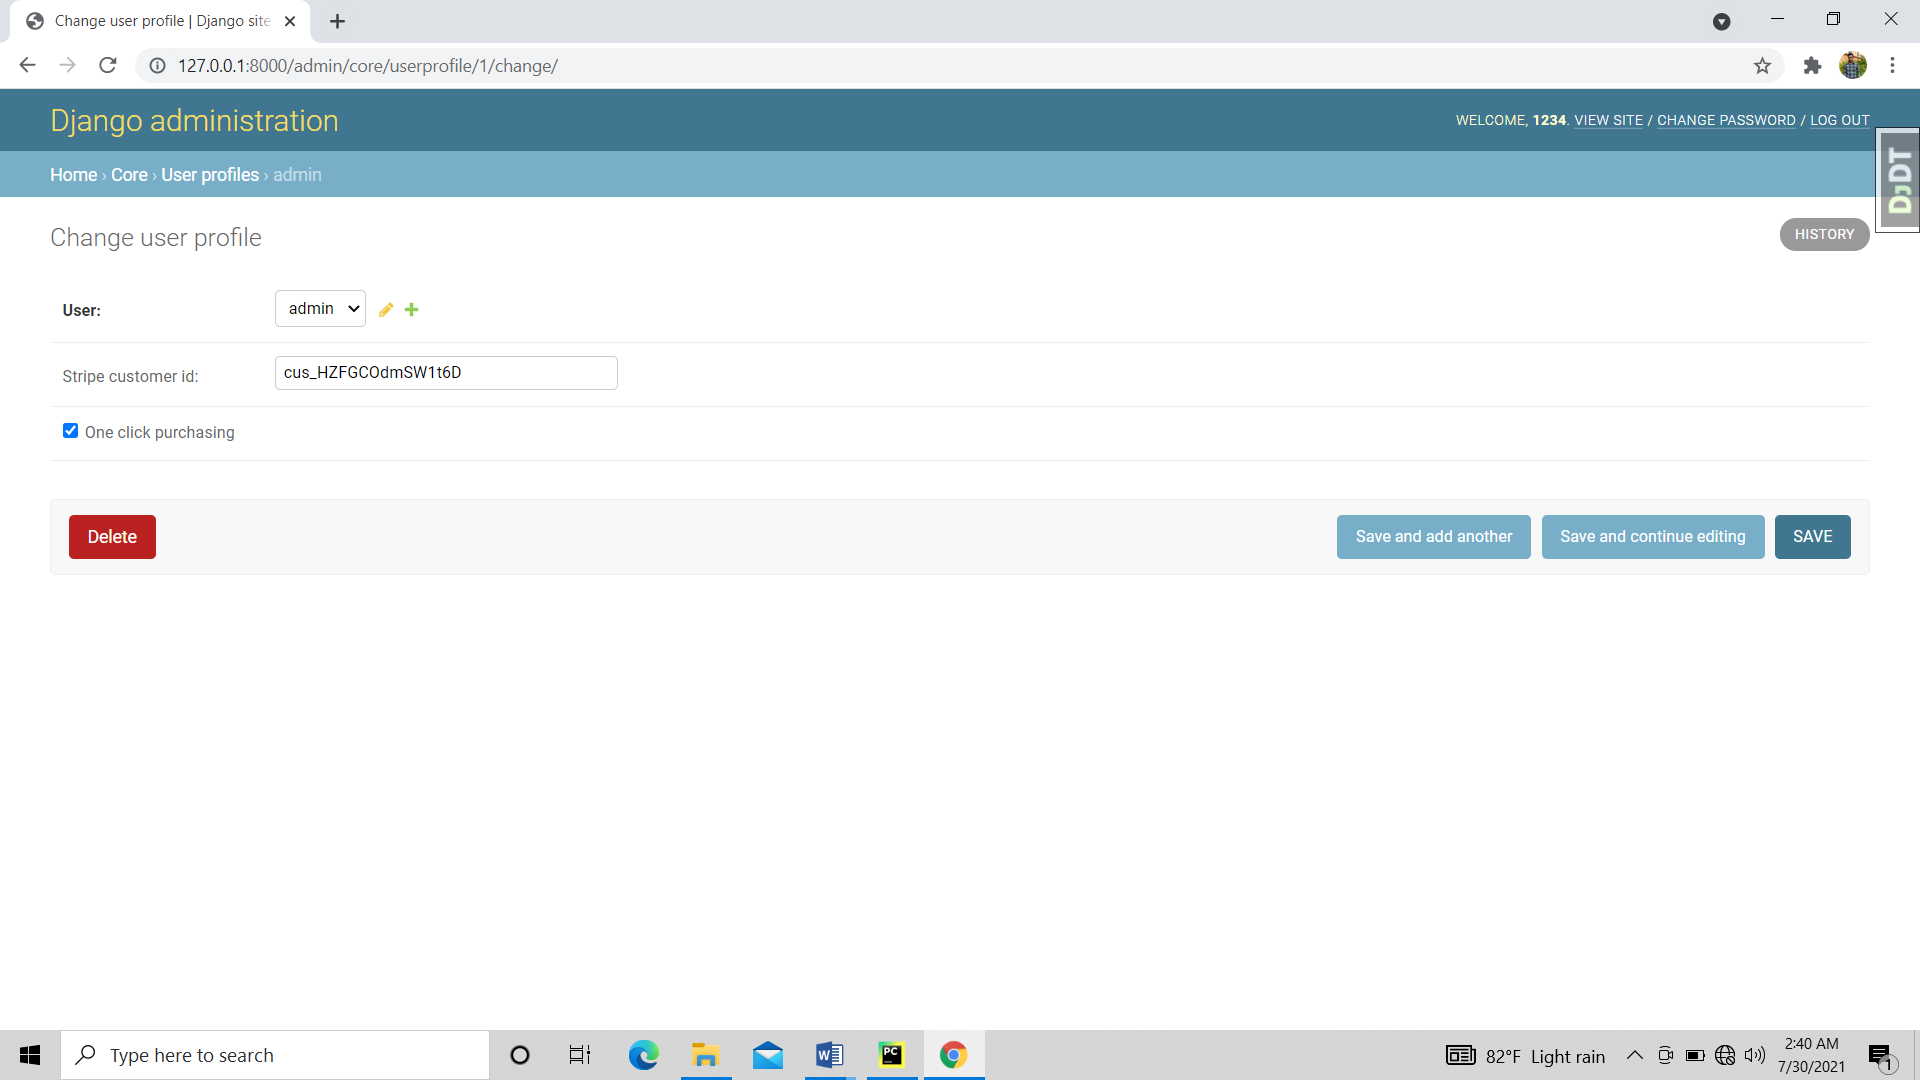 Change user profile | Django site
127.0.0.1:8000/admin/core/userprofile/1/change/
Django administration
WELCOME, 1234. VIEW SITE / CHANGE PASSWORD / LOG OUT
DjDT
Home › Core › User profiles › admin
Change user profile
HISTORY
User:
admin
Stripe customer id:
cus_HZFGCOdmSW1t6D
One click purchasing
Delete
Save and add another
Save and continue editing
SAVE
Type here to search
W
PC
82°F Light rain
2:40 AM
7/30/2021
1